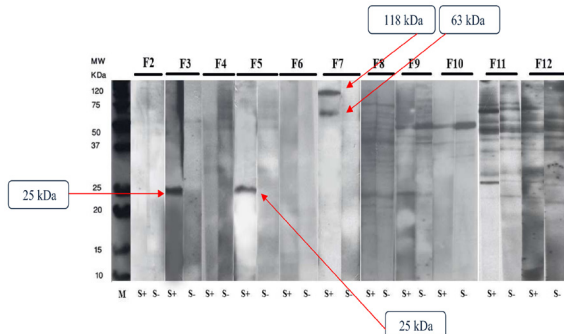 118 kDa 63 kDa
MW
KDa
F2 F3 F4 F5 F6 F7 F8 F9 F10 F11 F12
120
75
50
37
25
20
15
10
25 kDa
M S+ S- S+ S- S+ S- S+ S- S+ S- S+ S- S+ S- S+ S- S+ S- S+ S- S+ S-
25 kDa